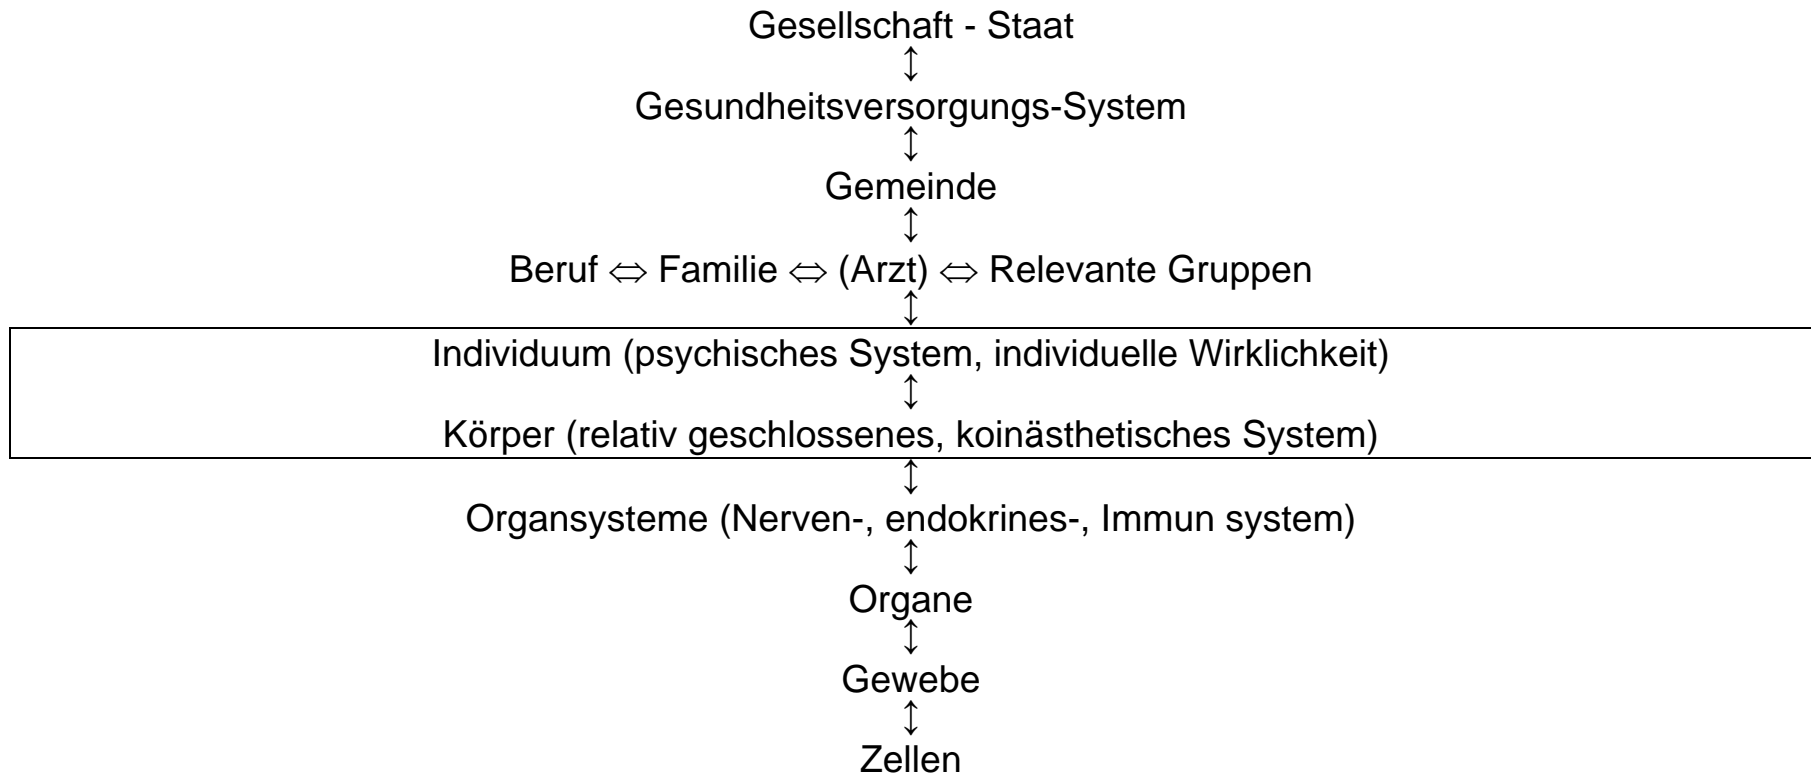 Gesellschaft - Staat
↕
Gesundheitsversorgungs-System
↕
Gemeinde
↕
Beruf ⇔ Familie ⇔ (Arzt) ⇔ Relevante Gruppen
↕
Individuum (psychisches System, individuelle Wirklichkeit)
↕
Körper (relativ geschlossenes, koinästhetisches System)
↕
Organsysteme (Nerven-, endokrines-, Immun system)
↕
Organe
↕
Gewebe
↕
Zellen